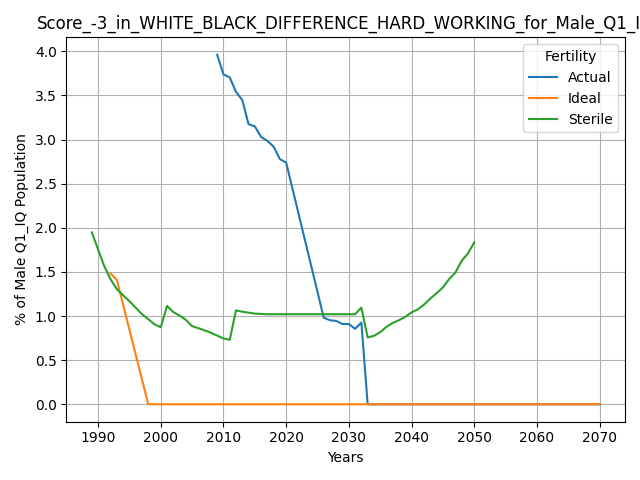 Score_-3_in_WHITE_BLACK_DIFFERENCE_HARD_WORKING_for_Male_Q1_I
Fertility
Actual
Ideal
Sterile
% of Male Q1_IQ Population
4.0
3.5
3.0
2.5
2.0
1.5
1.0
0.5
0.0
1990 2000 2010 2020 2030 2040 2050 2060 2070
Years